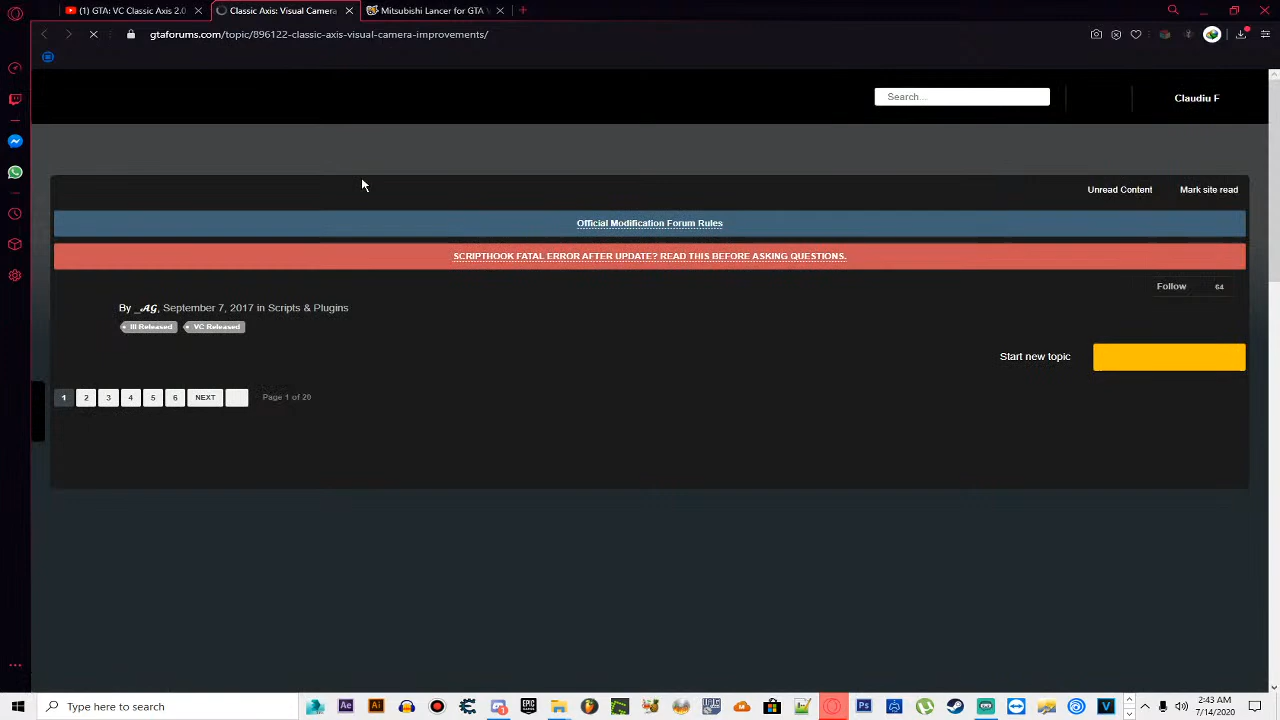 (1) GTA: VC Classic Axis 2.0
Classic Axis: Visual Camera
Mitsubishi Lancer for GTA V
gtaforums.com/topic/896122-classic-axis-visual-camera-improvements/
Search...
Claudiu F
Unread Content
Mark site read
Official Modification Forum Rules
SCRIPTHOOK FATAL ERROR AFTER UPDATE? READ THIS BEFORE ASKING QUESTIONS.
Follow
64
By _AG, September 7, 2017 in Scripts & Plugins
III Released
VC Released
Start new topic
1 2 3 4 5 6 NEXT
Page 1 of 20
Type here to search
2:43 AM
7/14/2020